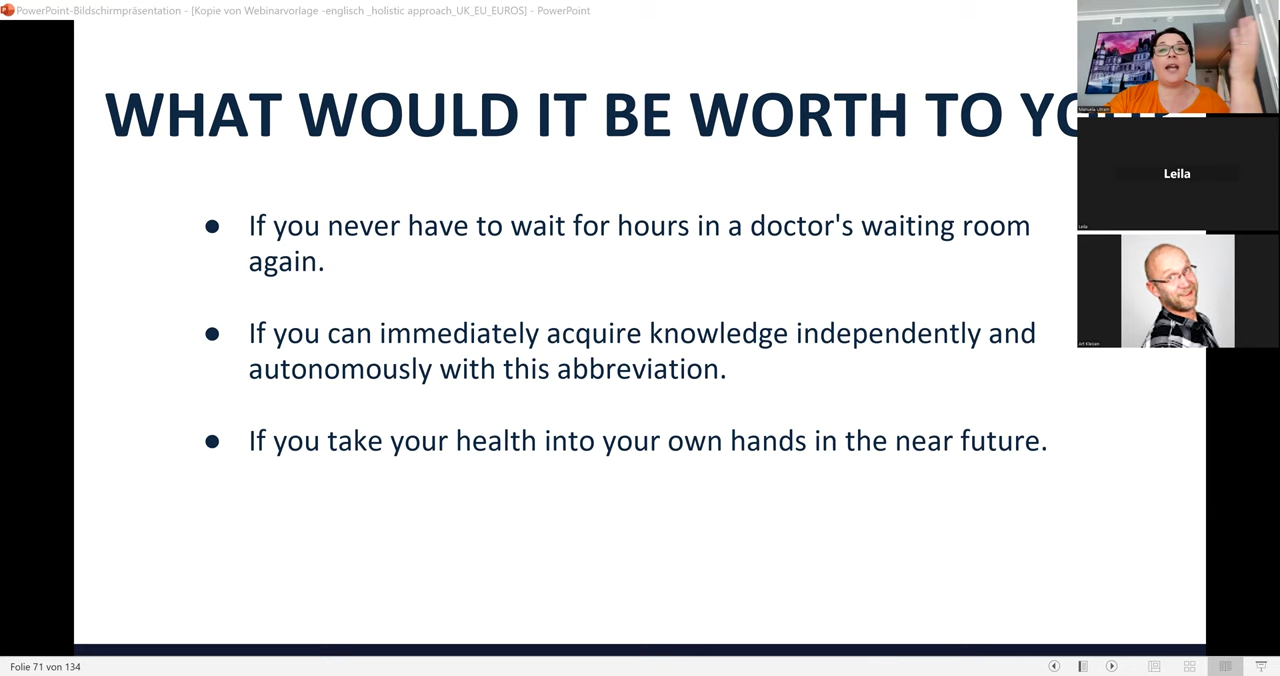 PowerPoint-Bildschirmpräsentation - [Kopie von Webinarvorlage -englisch _holistic approach_UK_EU_EUROS] - PowerPoint
WHAT WOULD IT BE WORTH TO
● If you never have to wait for hours in a doctor's waiting room
again.
● If you can immediately acquire knowledge independently and
autonomously with this abbreviation.
● If you take your health into your own hands in the near future.
Leila
Leila
Folie 71 von 134